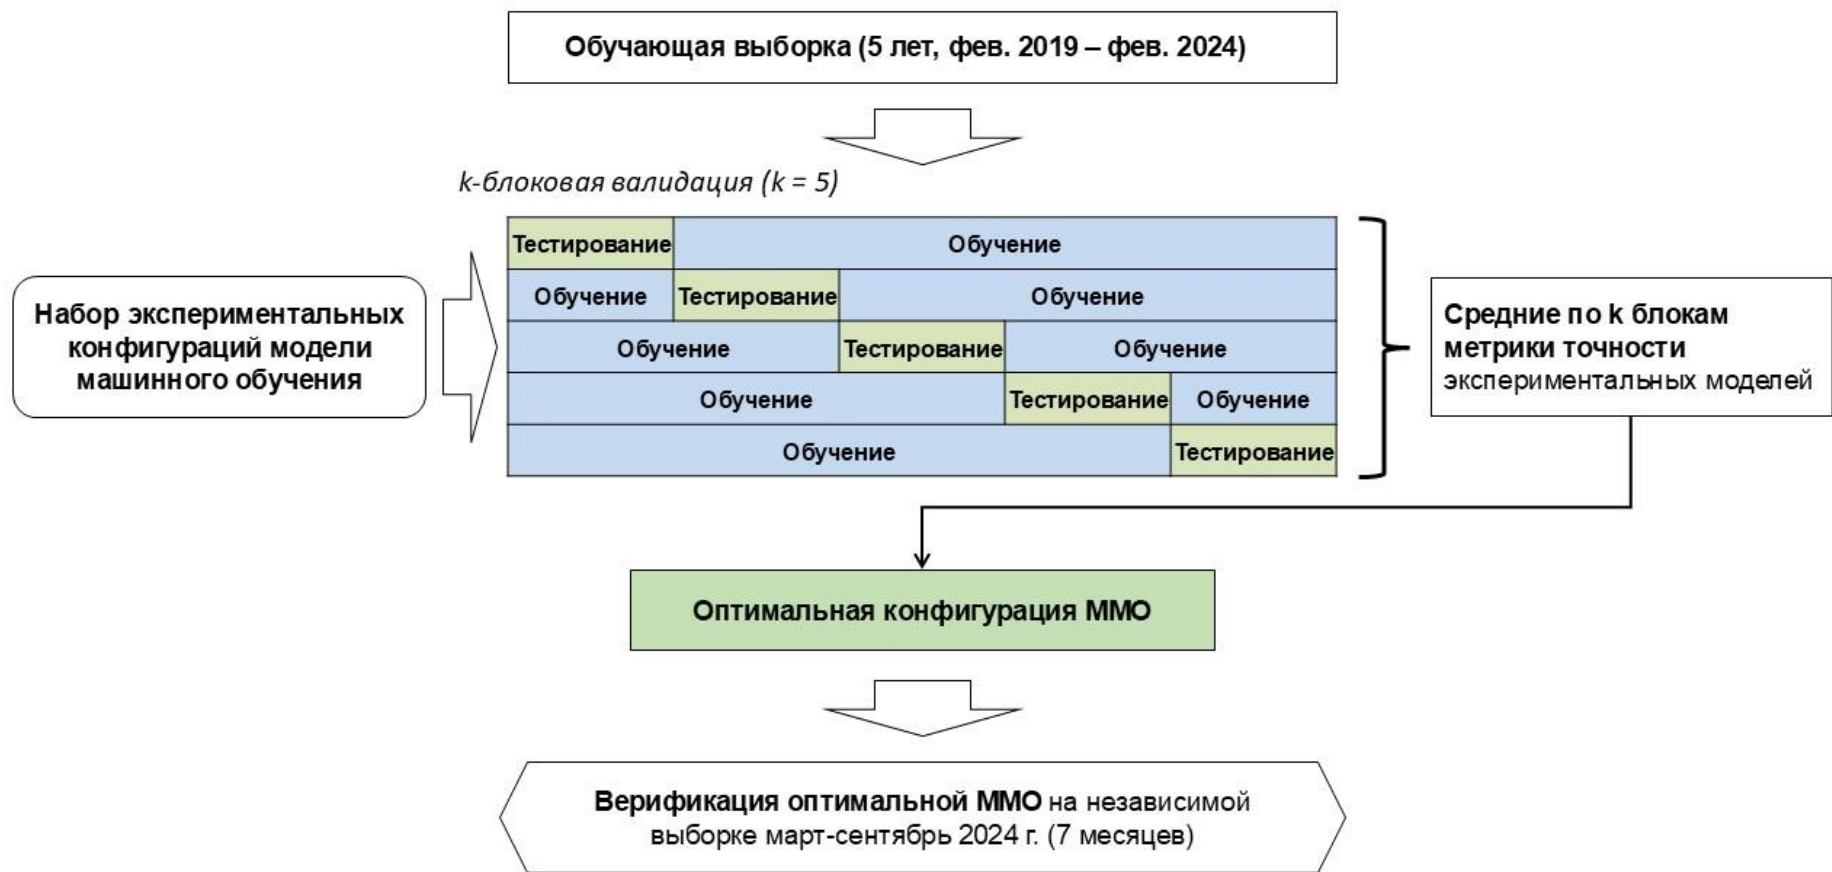 Обучающая выборка (5 лет, фев. 2019 – фев. 2024)
k-блоковая валидация (k = 5)
Набор экспериментальных
конфигураций модели
машинного обучения
Тестирование Обучение
Обучение Тестирование Обучение
Обучение Тестирование Обучение
Обучение Тестирование Обучение
Обучение Тестирование
Средние по k блокам
метрики точности
экспериментальных моделей
Оптимальная конфигурация ММО
Верификация оптимальной ММО на независимой
выборке март-сентябрь 2024 г. (7 месяцев)